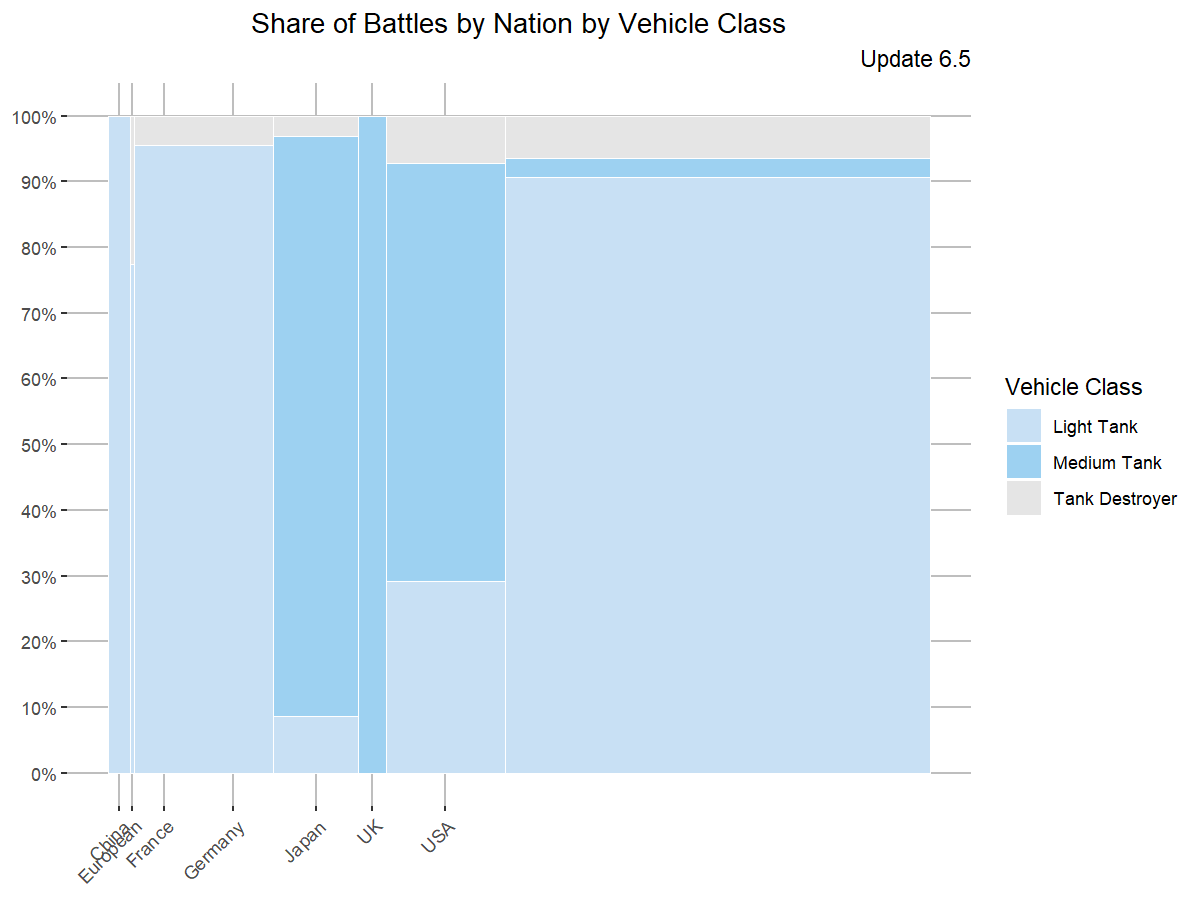 Share of Battles by Nation by Vehicle Class
Update 6.5
100%
90%
80%
70%
60%
50%
40%
30%
20%
10%
0%
China
European
France
Germany
Japan
UK
USA
Vehicle Class
Light Tank
Medium Tank
Tank Destroyer